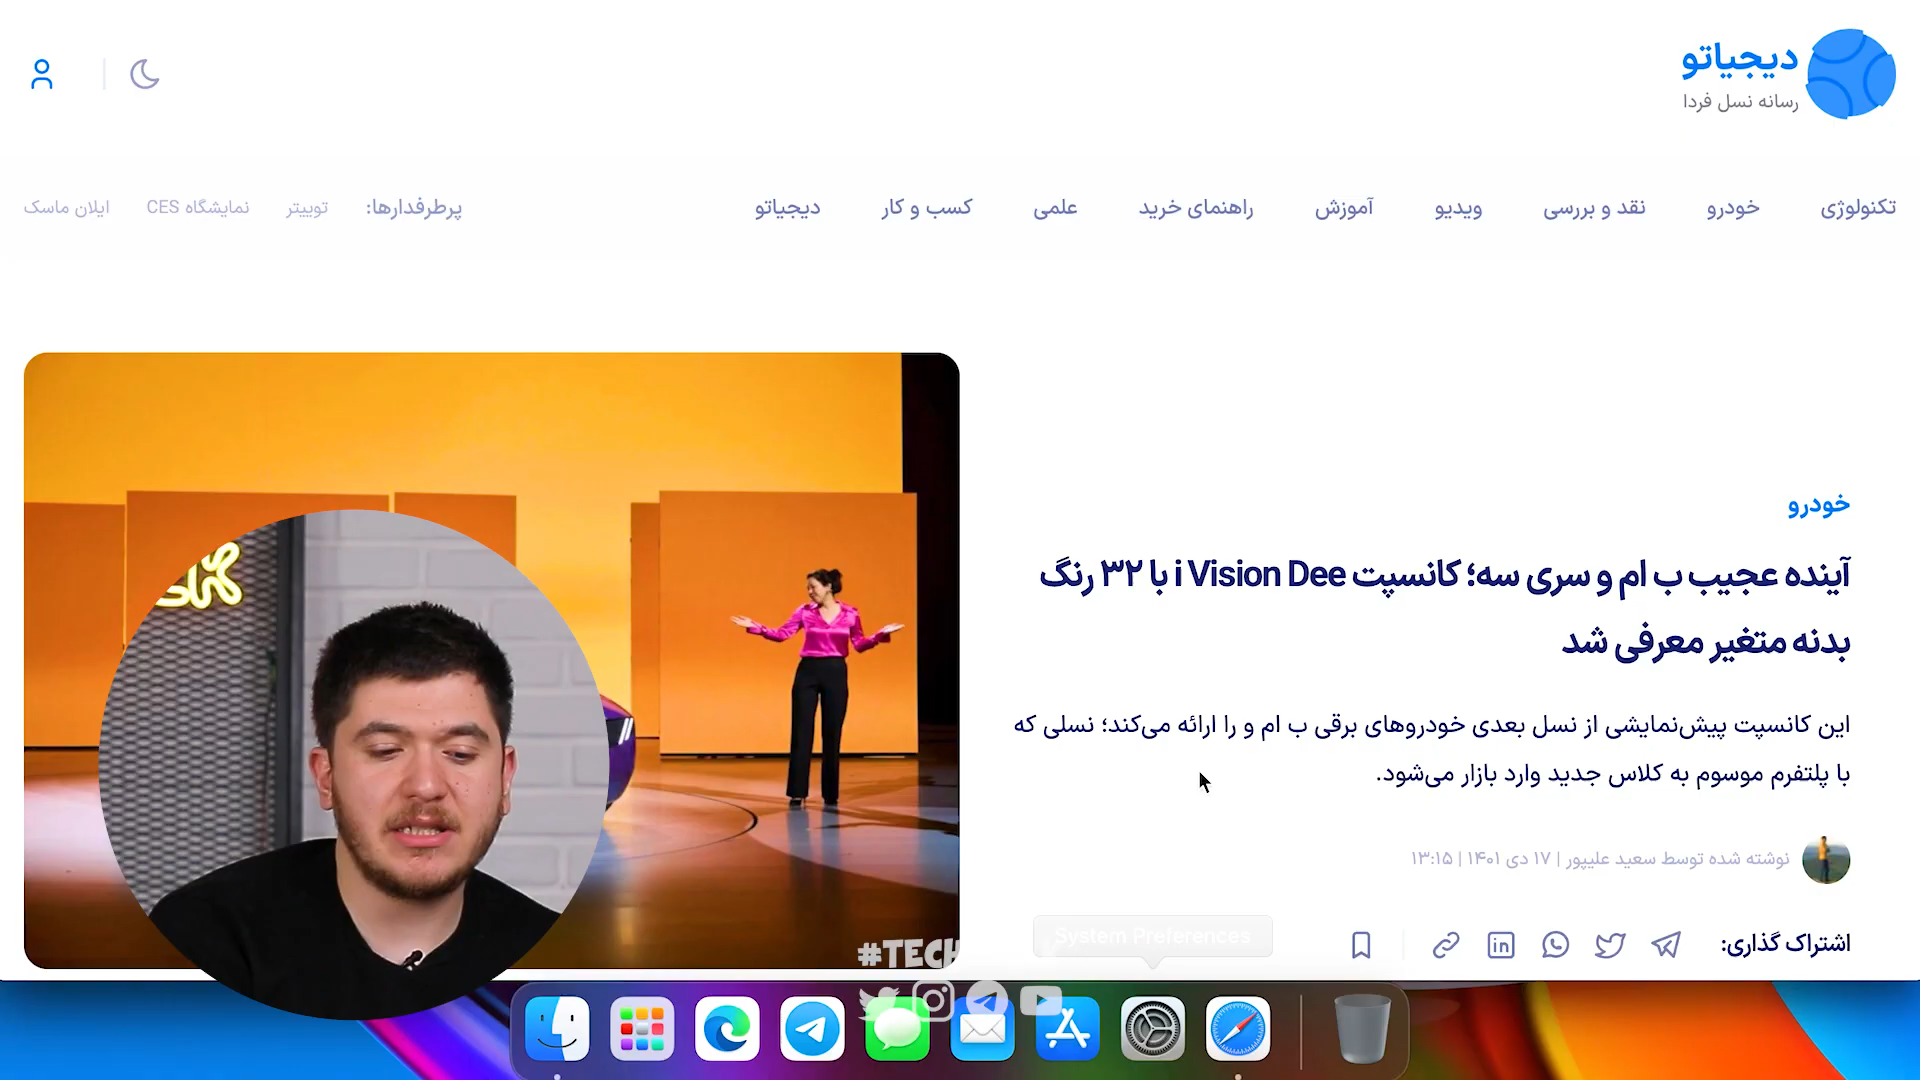 دیجیاتو
رسانه نسل فردا
تکنولوژی
خودرو
نقد و بررسی
ویدیو
آموزش
راهنمای خرید
علمی
کسب و کار
دیجیاتو
پرطرفدارها:
توییتر
نمایشگاه CES
ایلان ماسک
خودرو
آینده عجیب ب ام و سری سه؛ کانسپت i Vision Dee با ۳۲ رنگ
بدنه متغیر معرفی شد
این کانسپت پیش‌نمایشی از نسل بعدی خودروهای برقی ب ام و را ارائه می‌کند؛ نسلی که
با پلتفرم موسوم به کلاس جدید وارد بازار می‌شود.
نوشته شده توسط سعید علیپور | ۱۷ دی ۱۴۰۱ | ۱۳:۱۵
اشتراک گذاری:
System Preferences
#TECH